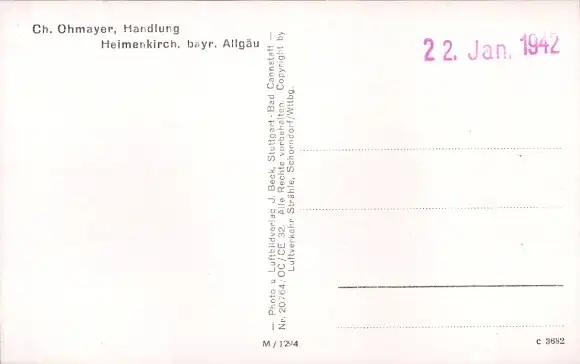 Ch. Ohmayer, Handlung
Heimenkirch, bayr. Allgäu
22. Jan. 1942
— Photo u. Luftbildverlag J. Beck, Stuttgart-Bad Cannstatt —
Nr. 20764/OC/CE 32. Alle Rechte vorbehalten. Copyright by
Luftverkehr Strähle, Schorndorf/Wttbg.
M/1294
c 3682